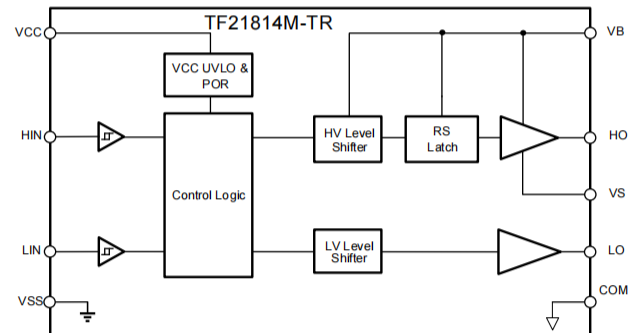 TF21814M-TR
VCC
VB
VCC UVLO &
POR
HIN
HV Level
Shifter
RS
Latch
HO
Control Logic
VS
LIN
LV Level
Shifter
LO
VSS
COM